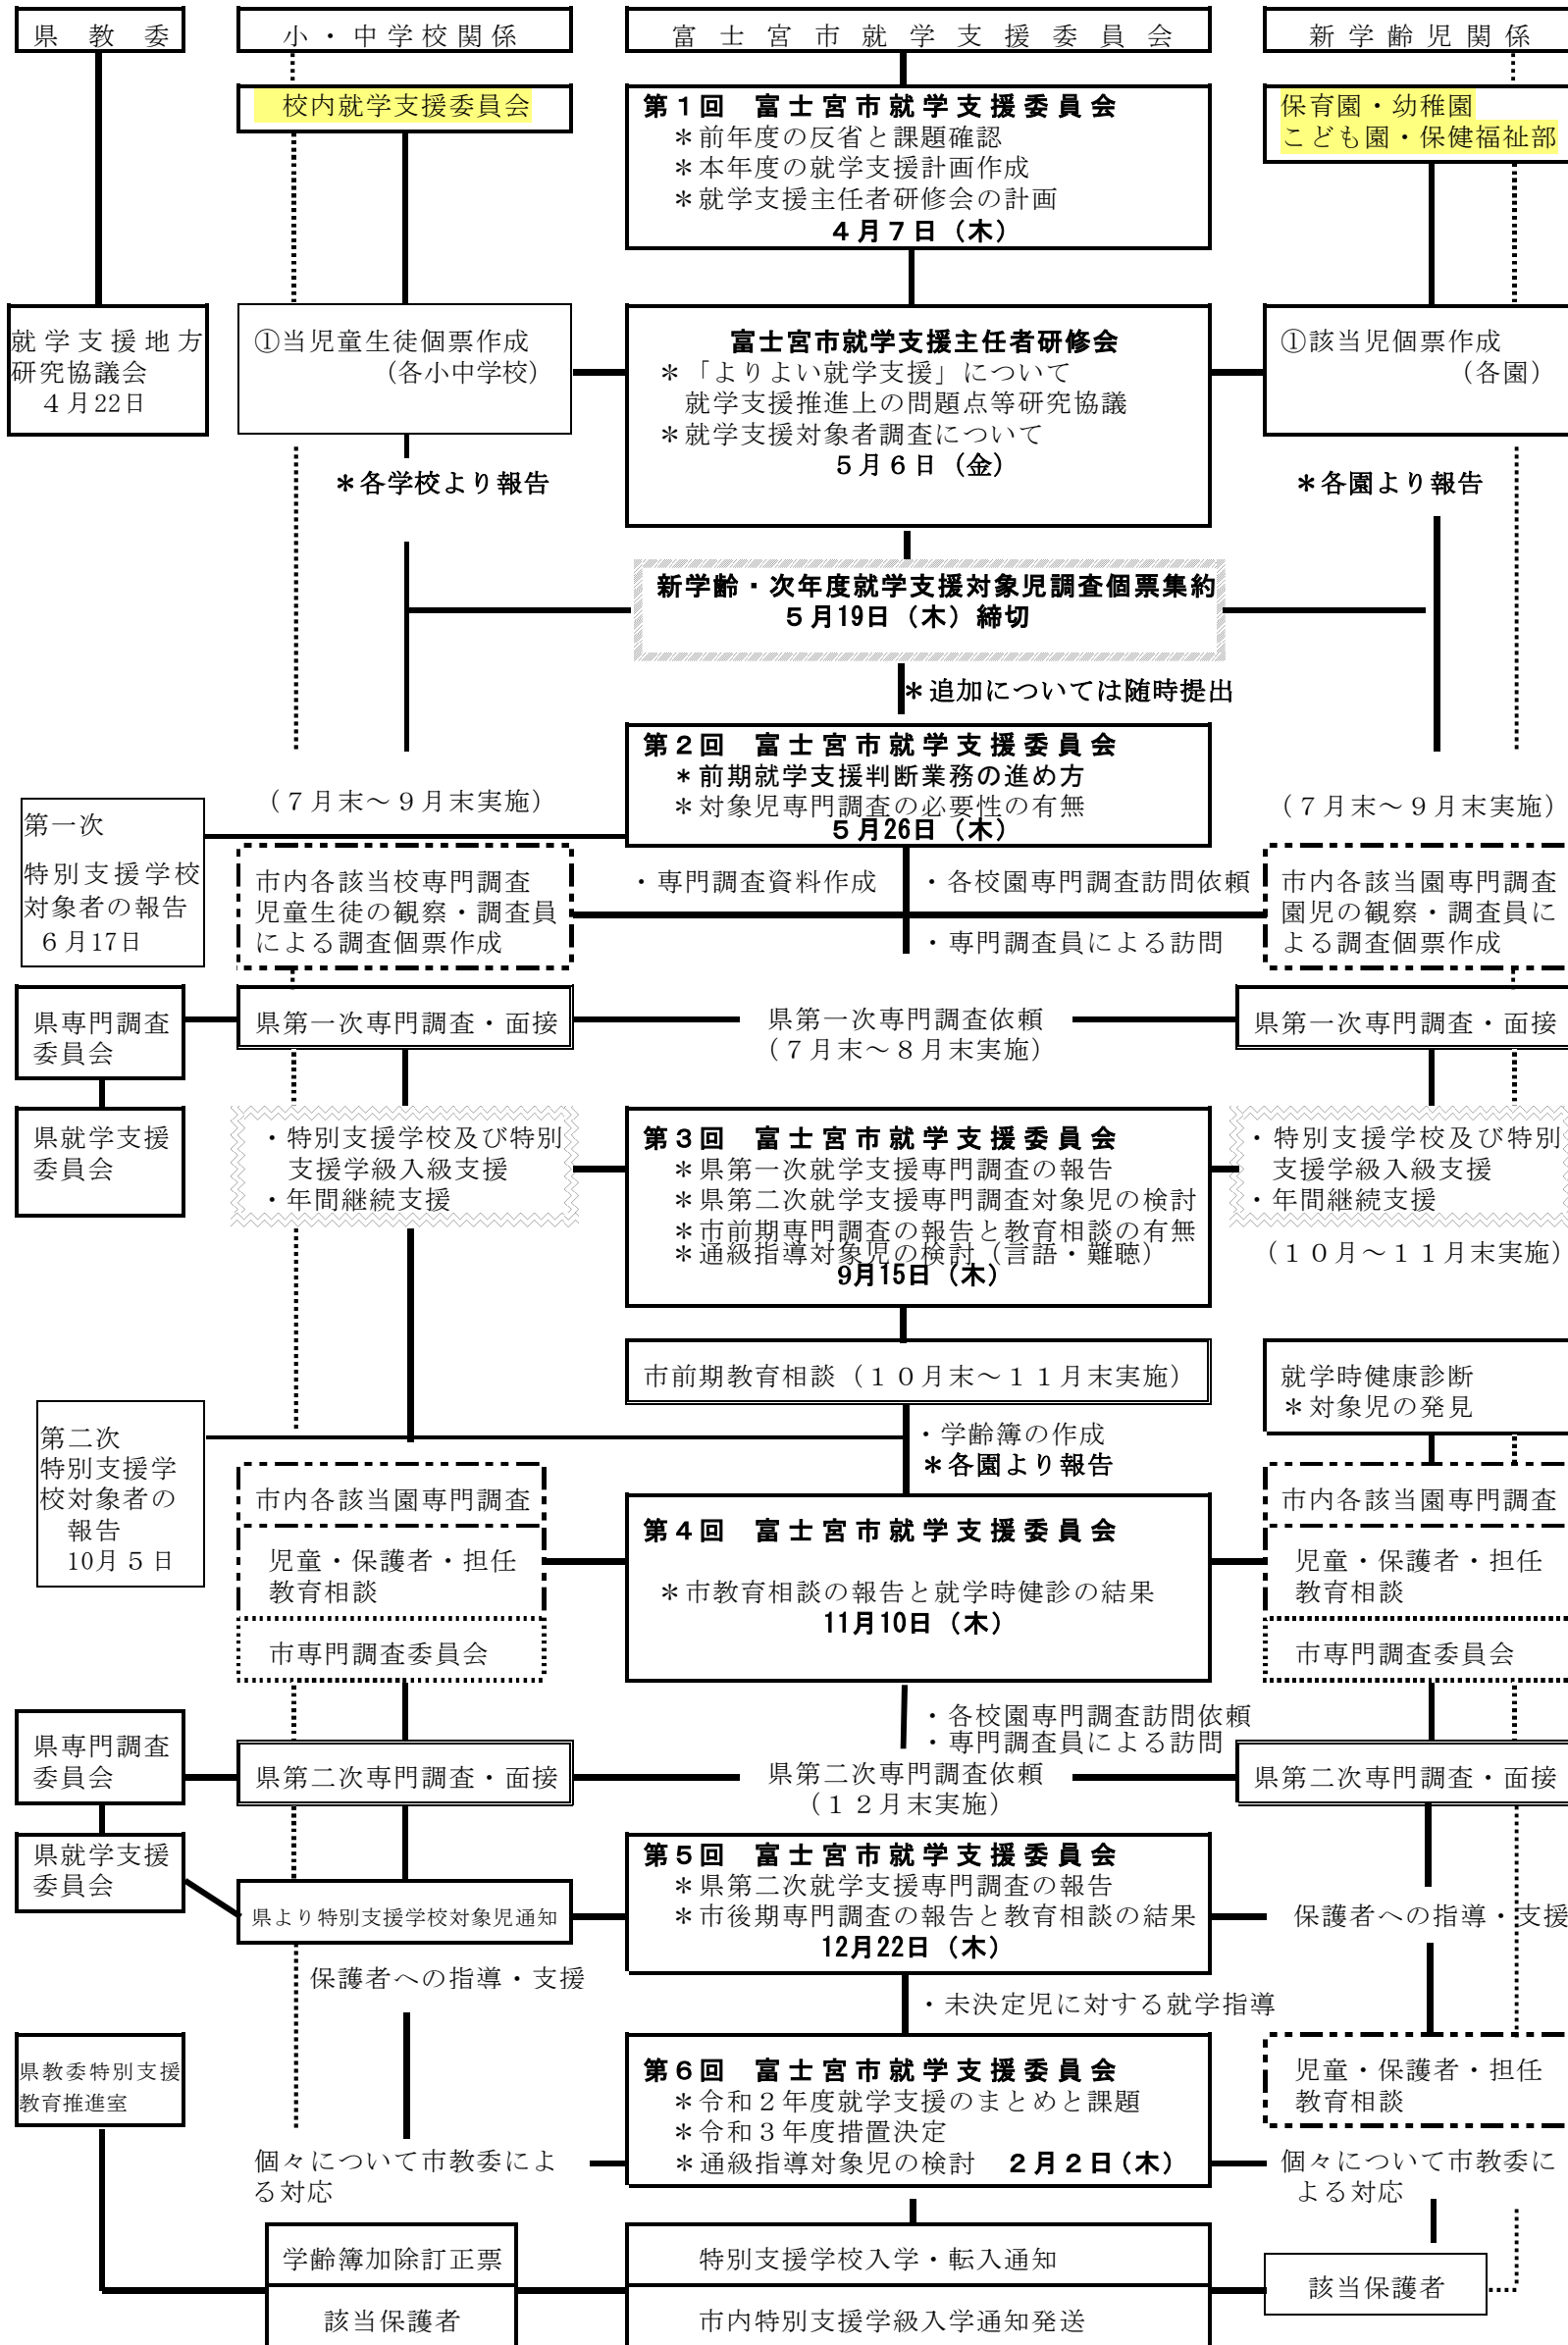 県教委
小・中学校関係
富士宮市就学支援委員会
新学齢児関係
校内就学支援委員会
第１回　富士宮市就学支援委員会
＊前年度の反省と課題確認
＊本年度の就学支援計画作成
＊就学支援主任者研修会の計画
４月７日（木）
保育園・幼稚園
こども園・保健福祉部
就学支援地方
研究協議会
４月22日
①当児童生徒個票作成
（各小中学校）
富士宮市就学支援主任者研修会
＊「よりよい就学支援」について
就学支援推進上の問題点等研究協議
＊就学支援対象者調査について
５月６日（金）
①該当児個票作成
（各園）
＊各学校より報告
＊各園より報告
新学齢・次年度就学支援対象児調査個票集約
５月19日（木）締切
＊追加については随時提出
第２回　富士宮市就学支援委員会
＊前期就学支援判断業務の進め方
＊対象児専門調査の必要性の有無
５月26日（木）
（７月末～９月末実施）
（７月末～９月末実施）
第一次
特別支援学校
対象者の報告
６月17日
市内各該当校専門調査
児童生徒の観察・調査員
による調査個票作成
・専門調査資料作成
・各校園専門調査訪問依頼
・専門調査員による訪問
市内各該当園専門調査
園児の観察・調査員に
よる調査個票作成
県専門調査
委員会
県第一次専門調査・面接
県第一次専門調査依頼
（７月末～８月末実施）
県第一次専門調査・面接
県就学支援
委員会
・特別支援学校及び特別
支援学級入級支援
・年間継続支援
第３回　富士宮市就学支援委員会
＊県第一次就学支援専門調査の報告
＊県第二次就学支援専門調査対象児の検討
＊市前期専門調査の報告と教育相談の有無
＊通級指導対象児の検討（言語・難聴）
9月15日（木）
・特別支援学校及び特別
支援学級入級支援
・年間継続支援
（１０月～１１月末実施）
市前期教育相談（１０月末～１１月末実施）
就学時健康診断
＊対象児の発見
第二次
特別支援学
校対象者の
報告
10月５日
・学齢簿の作成
＊各園より報告
市内各該当園専門調査
児童・保護者・担任
教育相談
市専門調査委員会
第４回　富士宮市就学支援委員会
＊市教育相談の報告と就学時健診の結果
11月10日（木）
市内各該当園専門調査
児童・保護者・担任
教育相談
市専門調査委員会
・各校園専門調査訪問依頼
・専門調査員による訪問
県専門調査
委員会
県第二次専門調査・面接
県第二次専門調査依頼
（１２月末実施）
県第二次専門調査・面接
県就学支援
委員会
県より特別支援学校対象児通知
第５回　富士宮市就学支援委員会
＊県第二次就学支援専門調査の報告
＊市後期専門調査の報告と教育相談の結果
12月22日（木）
保護者への指導・支援
保護者への指導・支援
・未決定児に対する就学指導
県教委特別支援
教育推進室
第６回　富士宮市就学支援委員会
＊令和２年度就学支援のまとめと課題
＊令和３年度措置決定
＊通級指導対象児の検討　２月２日（木）
児童・保護者・担任
教育相談
個々について市教委によ
る対応
個々について市教委に
よる対応
学齢簿加除訂正票
該当保護者
特別支援学校入学・転入通知
市内特別支援学級入学通知発送
該当保護者